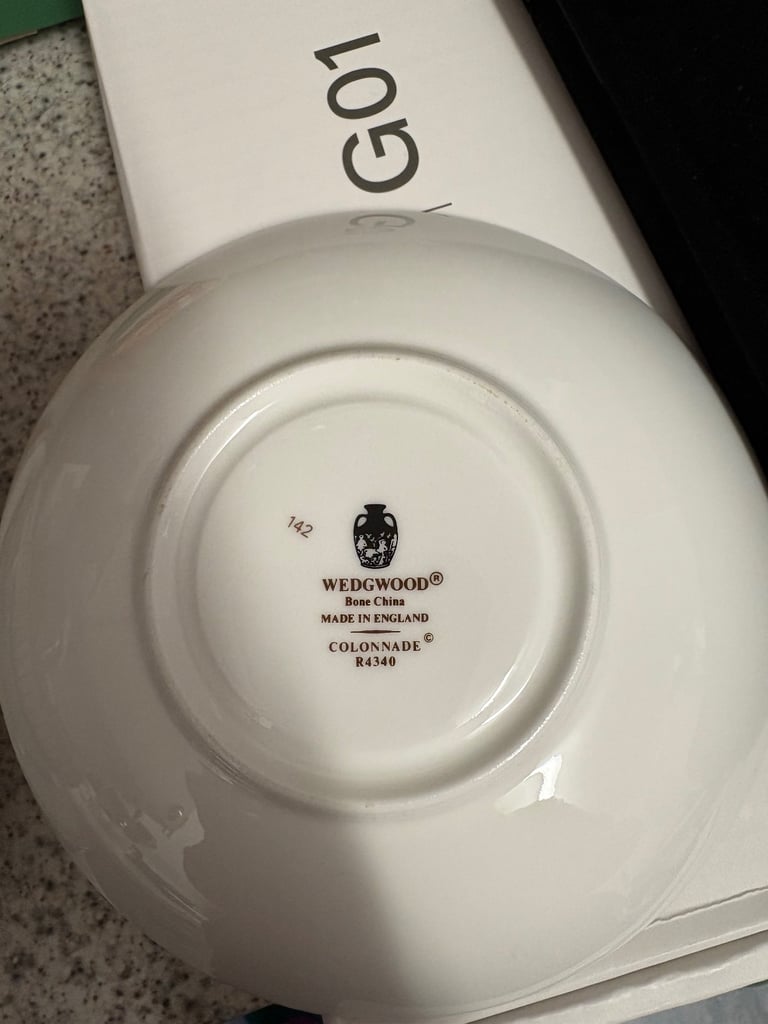 G01
142
WEDGWOOD®
Bone China
MADE IN ENGLAND
COLONNADE©
R4340